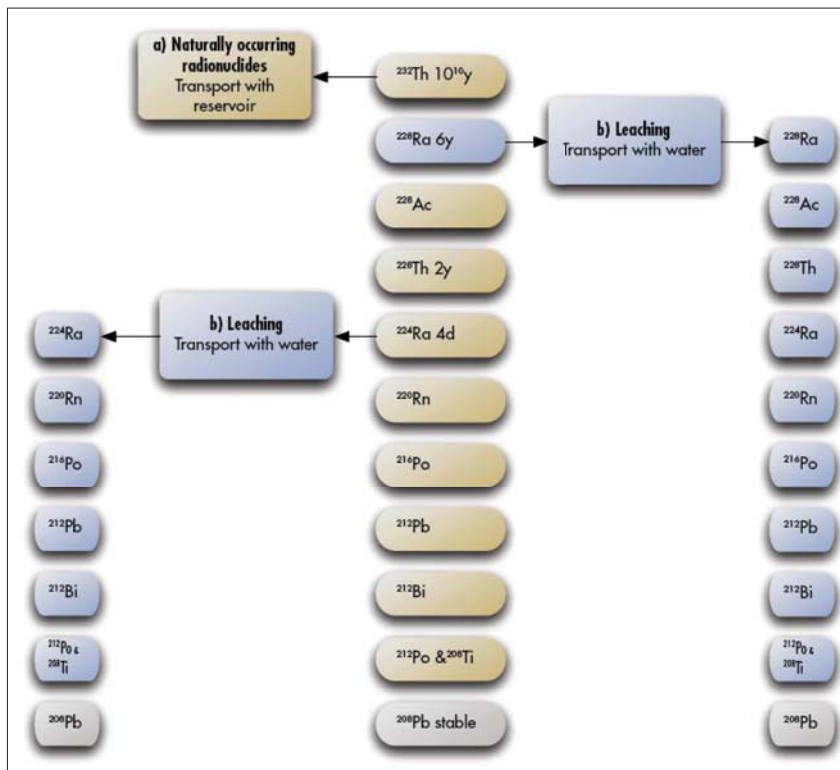 a) Naturally occurring
radionuclides
Transport with
reservoir
²³²Th 10¹⁰y
²²⁸Ra 6y
²²⁸Ac
²²⁸Th 2y
²²⁴Ra 4d
²²⁰Rn
²¹⁶Po
²¹²Pb
²¹²Bi
²¹²Po &²⁰⁸Ti
²⁰⁸Pb stable
b) Leaching
Transport with water
²²⁸Ra
²²⁸Ac
²²⁸Th
²²⁴Ra
²²⁰Rn
²¹⁶Po
²¹²Pb
²¹²Bi
²¹²Po &
²⁰⁸Ti
²⁰⁸Pb
b) Leaching
Transport with water
²²⁴Ra
²²⁰Rn
²¹⁶Po
²¹²Pb
²¹²Bi
²¹²Po &
²⁰⁸Ti
²⁰⁸Pb